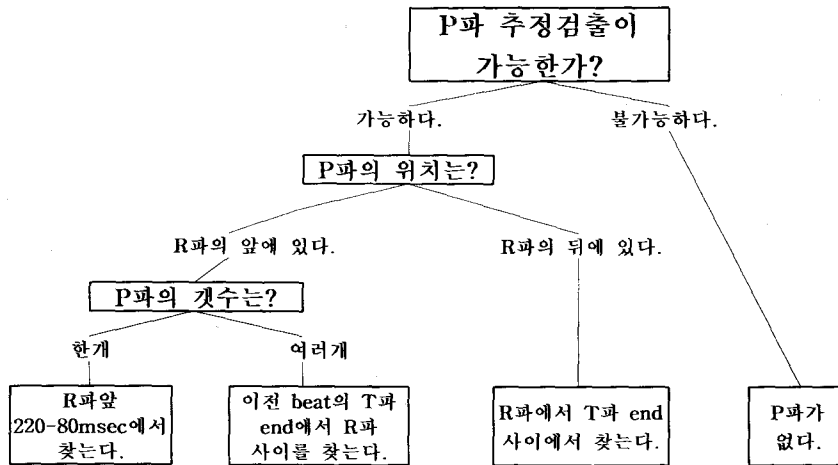 P파 추정검출이
가능한가?
가능하다.
불가능하다.
P파의 위치는?
R파의 앞에 있다.
R파의 뒤에 있다.
P파의 갯수는?
한개
여러개
R파앞
220-80msec에서
찾는다.
이전 beat의 T파
end에서 R파
사이를 찾는다.
R파에서 T파 end
사이에서 찾는다.
P파가
없다.